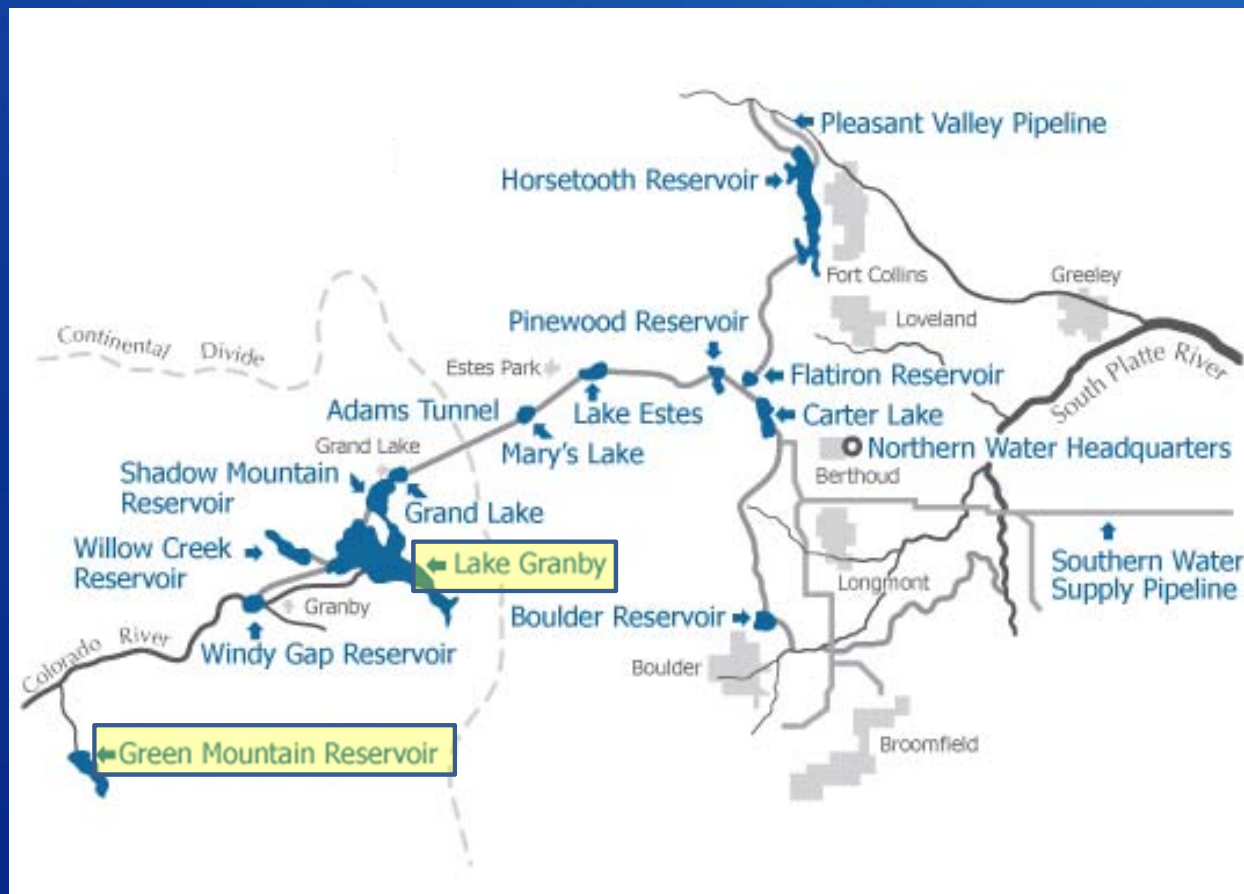 Pleasant Valley Pipeline
Horsetooth Reservoir
Fort Collins
Greeley
Continental Divide
Pinewood Reservoir
Loveland
South Platte River
Estes Park
Flatiron Reservoir
Adams Tunnel
Lake Estes
Carter Lake
Grand Lake
Mary's Lake
Northern Water Headquarters
Berthoud
Shadow Mountain
Reservoir
Grand Lake
Willow Creek
Reservoir
Lake Granby
Southern Water
Supply Pipeline
Longmont
Granby
Boulder Reservoir
Colorado River
Windy Gap Reservoir
Boulder
Green Mountain Reservoir
Broomfield